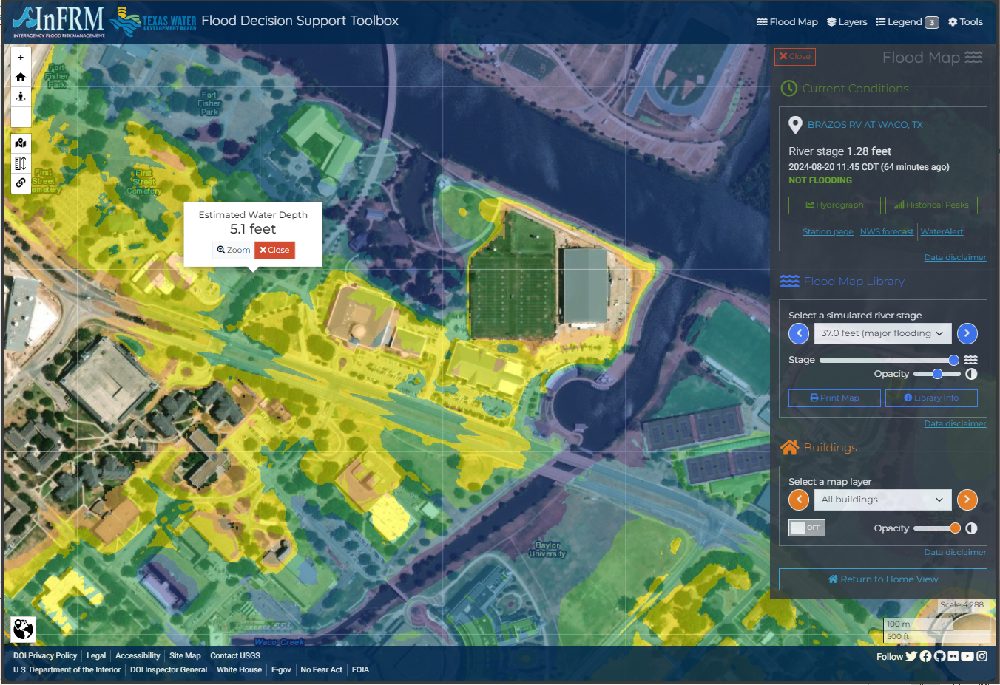 InFRM
INTERAGENCY FLOOD RISK MANAGEMENT
TEXAS WATER
DEVELOPMENT BOARD
Flood Decision Support Toolbox
Flood Map
Layers
Legend 3
Tools
+
−
Fort
Fisher
Park
Fort
Fisher
Park
First
Street
Cemetery
First
Street
emetery
Estimated Water Depth
5.1 feet
Zoom
Close
Baylor
University
Waco Creek
Close
Flood Map
Current Conditions
BRAZOS RV AT WACO, TX
River stage 1.28 feet
2024-08-20 11:45 CDT (64 minutes ago)
NOT FLOODING
Hydrograph
Historical Peaks
Station page
NWS forecast
WaterAlert
Data disclaimer
Flood Map Library
Select a simulated river stage
37.0 feet (major flooding
Stage
Opacity
Print Map
Library Info
Data disclaimer
Buildings
Select a map layer
All buildings
OFF
Opacity
Data disclaimer
Return to Home View
Scale 4,288
100 m
500 ft
DOI Privacy Policy
Legal
Accessibility
Site Map
Contact USGS
U.S. Department of the Interior
DOI Inspector General
White House
E-gov
No Fear Act
FOIA
Follow